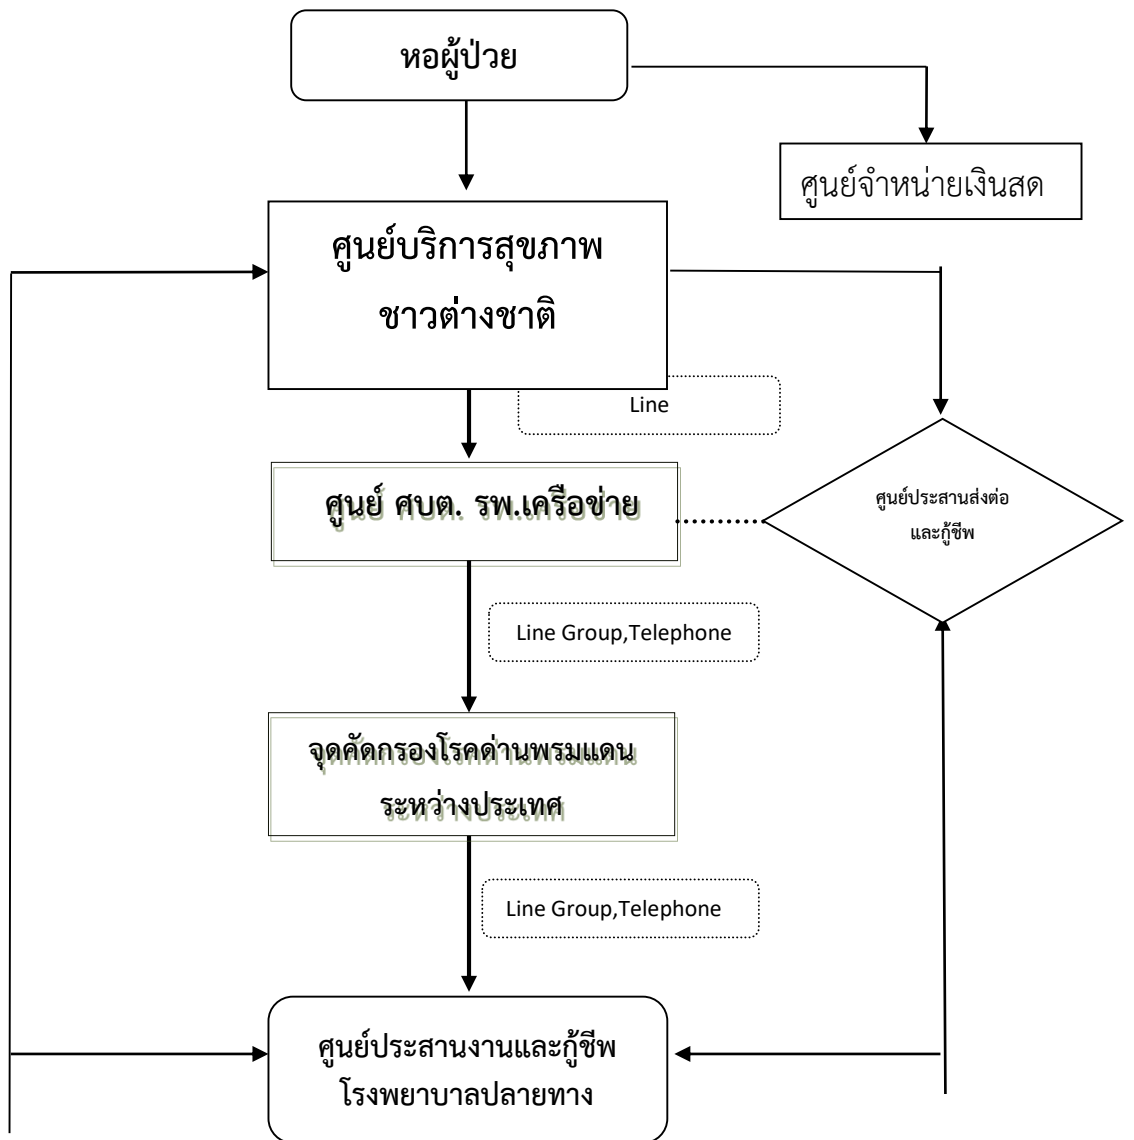 หอผู้ป่วย
ศูนย์จำหน่ายเงินสด
ศูนย์บริการสุขภาพ
ชาวต่างชาติ
Line
ศูนย์ ศบต. รพ.เครือข่าย
ศูนย์ประสานส่งต่อ
และกู้ชีพ
Line Group,Telephone
จุดคัดกรองโรคด่านพรมแดน
ระหว่างประเทศ
Line Group,Telephone
ศูนย์ประสานงานและกู้ชีพ
โรงพยาบาลปลายทาง